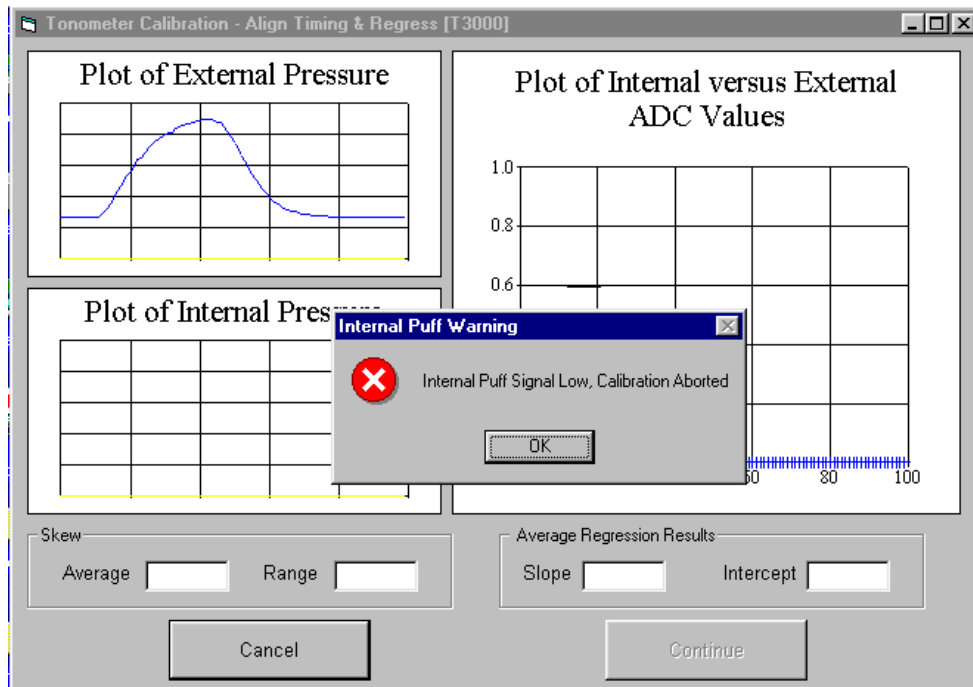 Tonometer Calibration - Align Timing & Regress [T3000]
Plot of External Pressure
Plot of Internal versus External
ADC Values
1.0
0.8
0.6
Plot of Internal
Internal Puff Warning
Internal Puff Signal Low, Calibration Aborted
OK
80
100
Skew
Average
Range
Average Regression Results
Slope
Intercept
Cancel
Continue